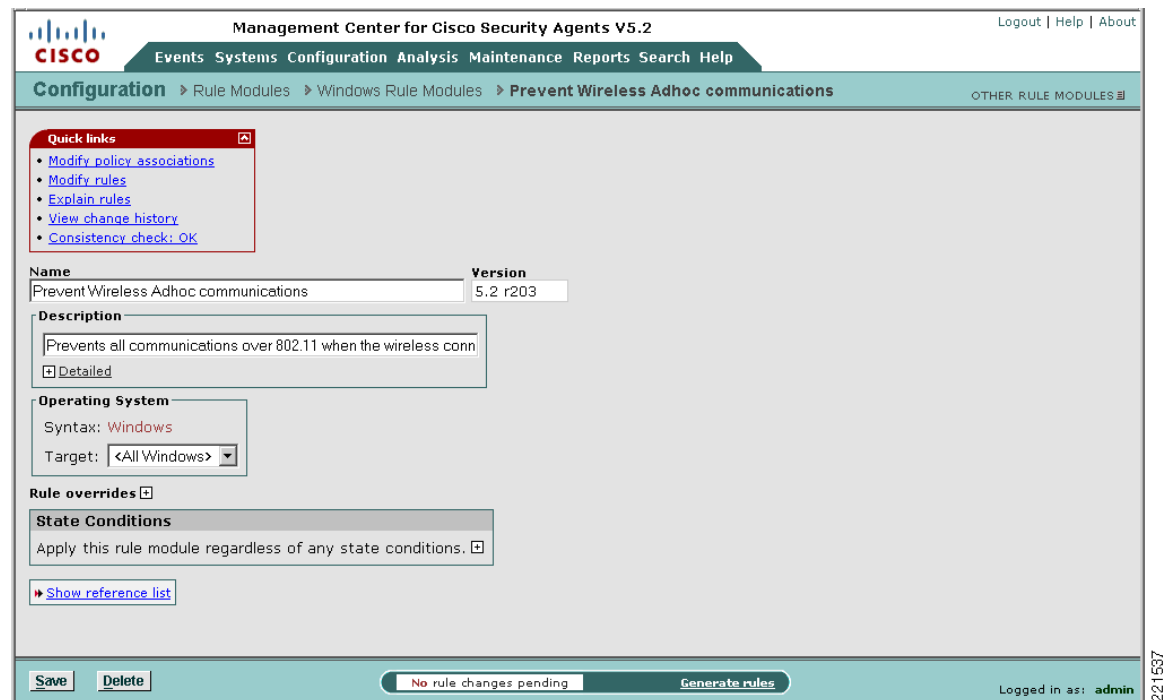 Management Center for Cisco Security Agents V5.2
Logout | Help | About
CISCO
Events Systems Configuration Analysis Maintenance Reports Search Help
Configuration Rule Modules Windows Rule Modules Prevent Wireless Adhoc communications
OTHER RULE MODULES
Quick links
Modify policy associations
Modify rules
Explain rules
View change history
Consistency check: OK
Name
Version
Prevent Wireless Adhoc communications
5.2 r203
Description
Prevents all communications over 802.11 when the wireless conn
Detailed
Operating System
Syntax: Windows
Target: <All Windows>
Rule overrides
State Conditions
Apply this rule module regardless of any state conditions.
Show reference list
Save Delete
No rule changes pending
Generate rules
Logged in as: admin
221537